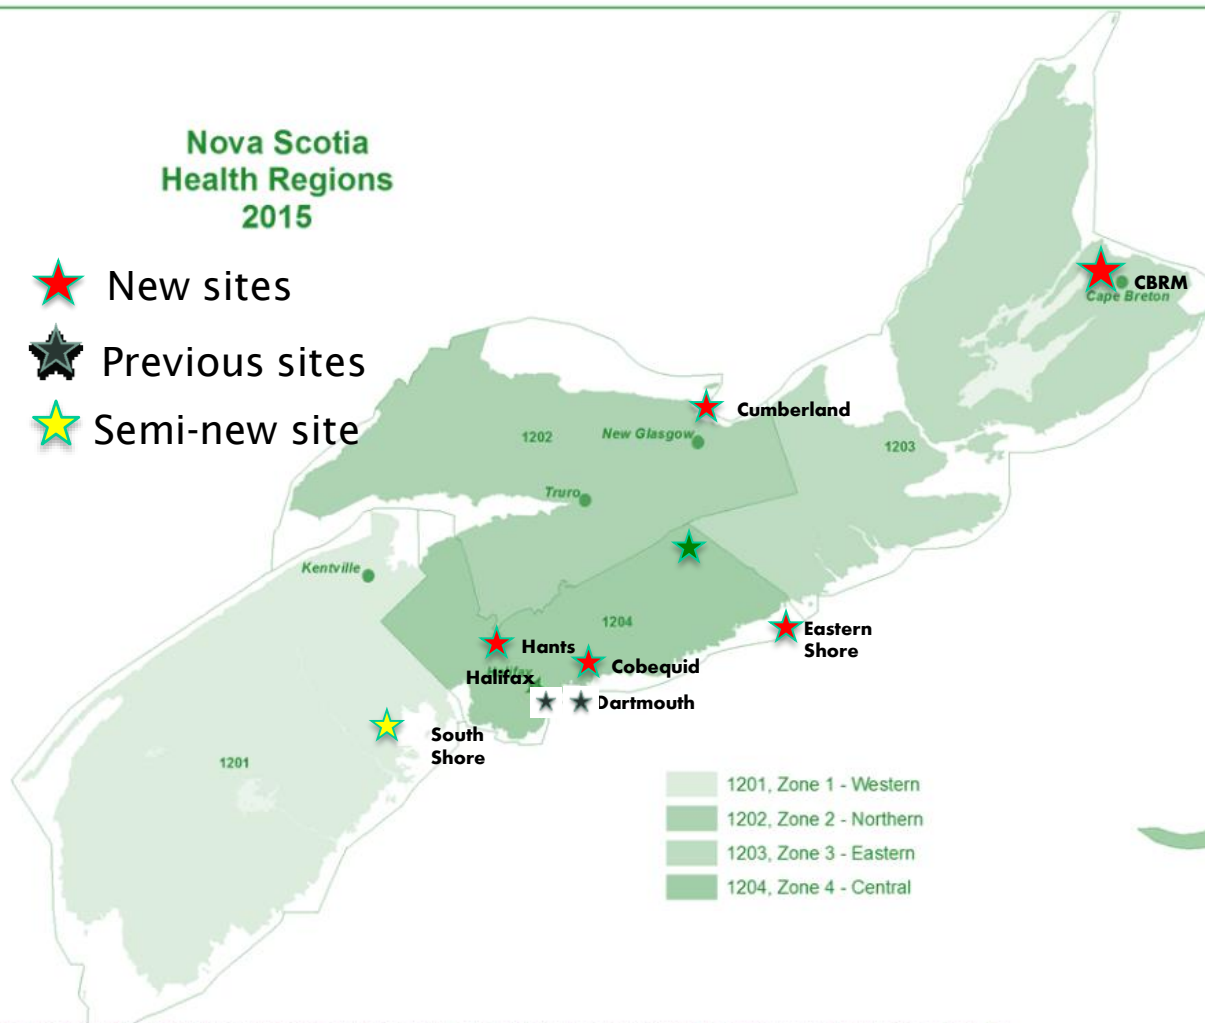 Nova Scotia
Health Regions
2015
New sites
Previous sites
Semi-new site
CBRM
Cape Breton
Cumberland
1202
New Glasgow
1203
Truro
Kentville
1204
Eastern
Shore
Hants
Cobequid
Halifax
Halifax
Dartmouth
South
Shore
1201
1201, Zone 1 - Western
1202, Zone 2 - Northern
1203, Zone 3 - Eastern
1204, Zone 4 - Central